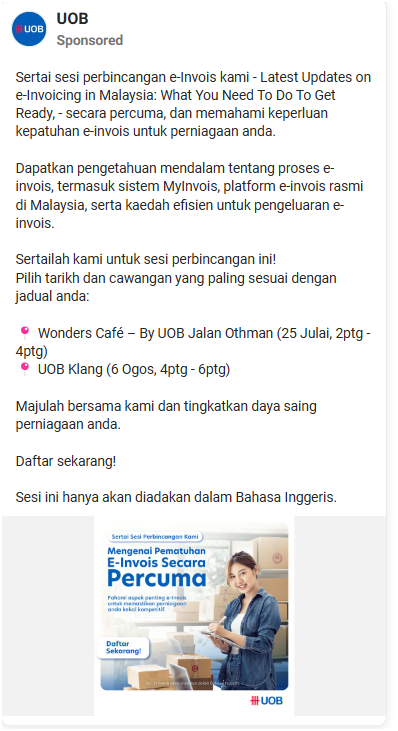 UOB
UOB
Sponsored
Sertai sesi perbincangan e-Invois kami - Latest Updates on
e-Invoicing in Malaysia: What You Need To Do To Get
Ready, - secara percuma, dan memahami keperluan
kepatuhan e-invois untuk perniagaan anda.
Dapatkan pengetahuan mendalam tentang proses e-
invois, termasuk sistem MyInvois, platform e-invois rasmi
di Malaysia, serta kaedah efisien untuk pengeluaran e-
invois.
Sertailah kami untuk sesi perbincangan ini!
Pilih tarikh dan cawangan yang paling sesuai dengan
jadual anda:
📍 Wonders Café – By UOB Jalan Othman (25 Julai, 2ptg -
4ptg)
📍 UOB Klang (6 Ogos, 4ptg - 6ptg)
Majulah bersama kami dan tingkatkan daya saing
perniagaan anda.
Daftar sekarang!
Sesi ini hanya akan diadakan dalam Bahasa Inggeris.
Sertai Sesi Perbincangan Kami
Mengenai Pematuhan
E-Invois Secara
Percuma
Fahami aspek penting e-Invois
untuk memastikan perniagaan
anda kekal kompetitif.
Daftar
Sekarang!
UOB